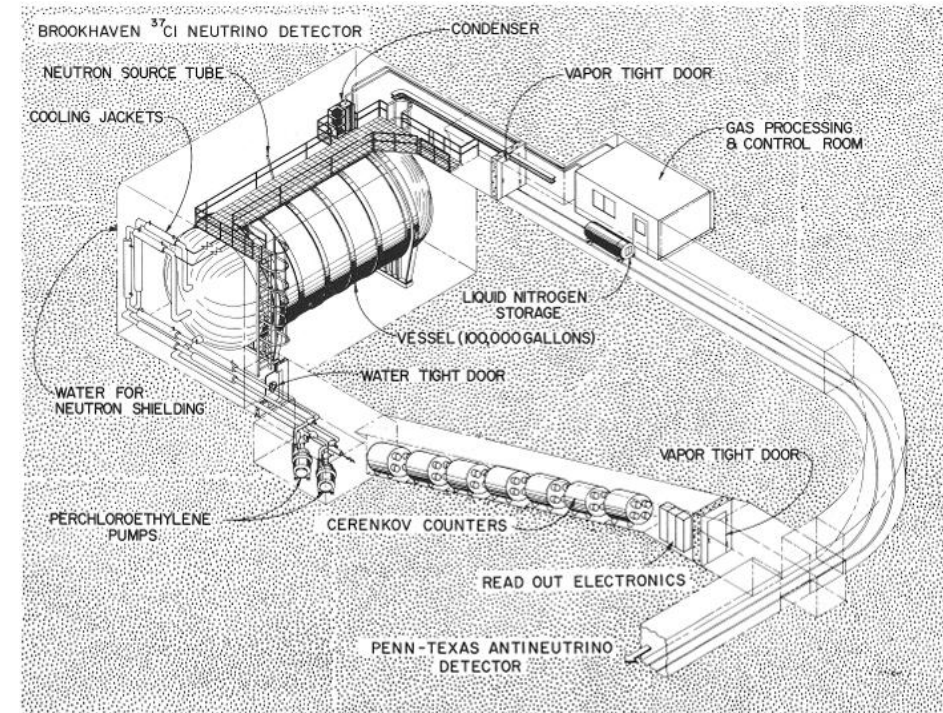 BROOKHAVEN ³⁷Cl NEUTRINO DETECTOR
CONDENSER
NEUTRON SOURCE TUBE
VAPOR TIGHT DOOR
COOLING JACKETS
GAS PROCESSING
& CONTROL ROOM
LIQUID NITROGEN
STORAGE
VESSEL (100,000 GALLONS)
WATER TIGHT DOOR
WATER FOR
NEUTRON SHIELDING
VAPOR TIGHT DOOR
PERCHLOROETHYLENE
PUMPS
CERENKOV COUNTERS
READ OUT ELECTRONICS
PENN-TEXAS ANTINEUTRINO
DETECTOR